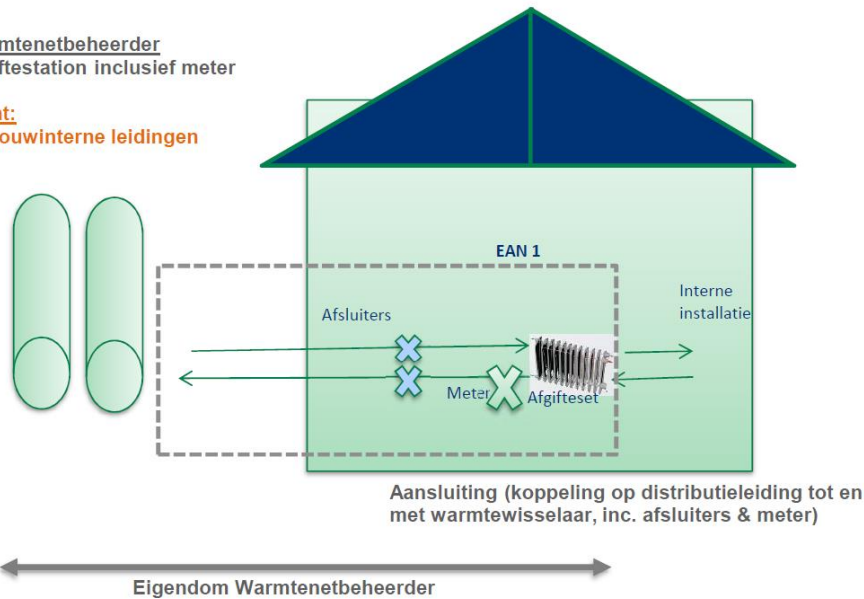 mtenetbeheerder
ftestation inclusief meter
nt:
ouwinterne leidingen
EAN 1
Afsluiters
Interne
installatie
Meter
Afgifteset
Aansluiting (koppeling op distributieleiding tot en
met warmtewisselaar, inc. afsluiters & meter)
Eigendom Warmtenetbeheerder